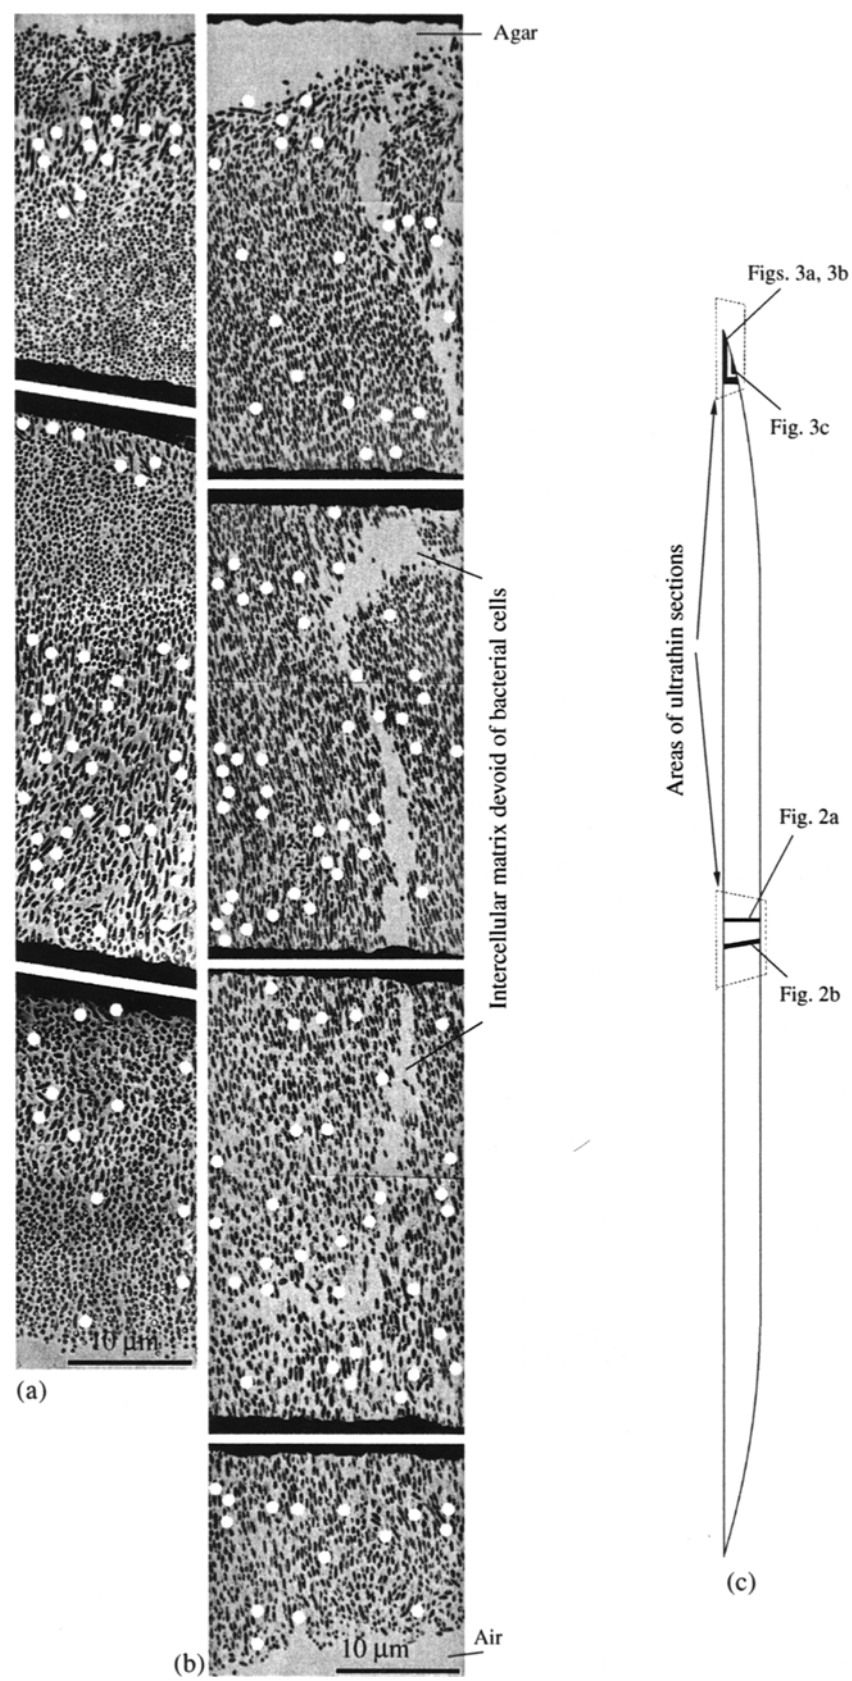 Agar
Figs. 3a, 3b
Fig. 3c
Areas of ultrathin sections
Intercellular matrix devoid of bacterial cells
Fig. 2a
Fig. 2b
10 μm
(a)
(c)
10 μm
Air
(b)